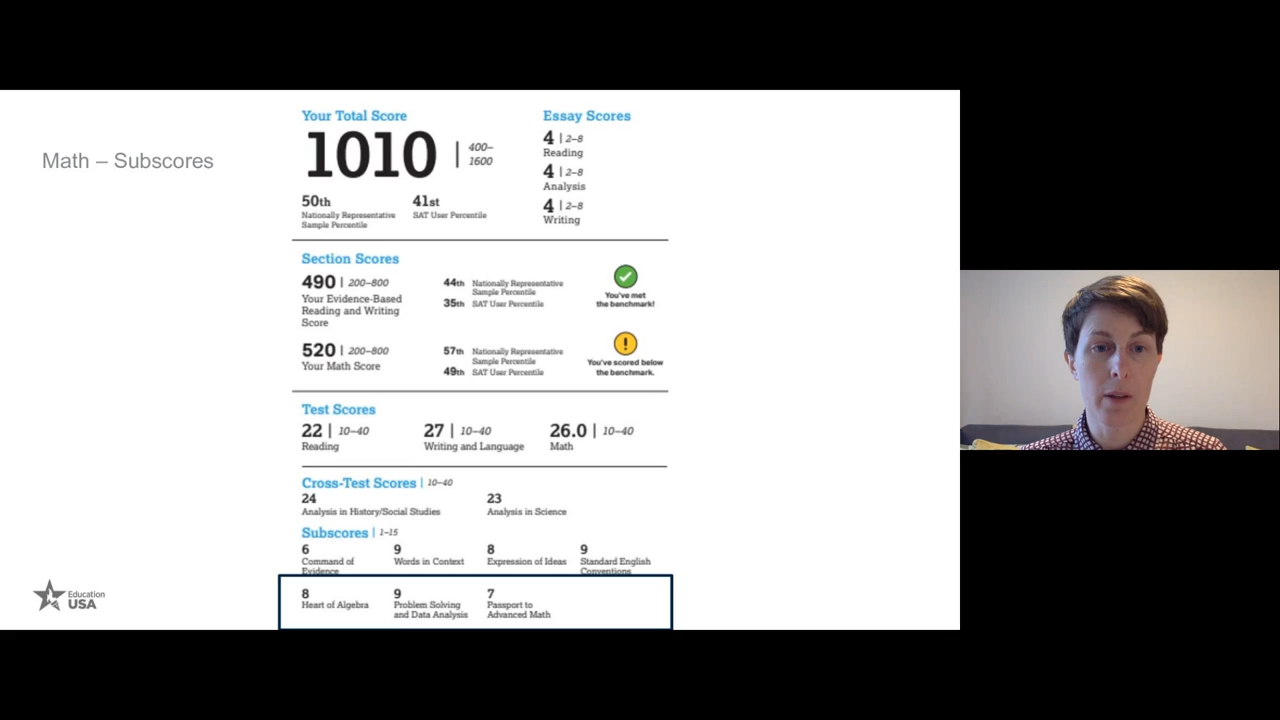 Math – Subscores
Your Total Score
1010 | 400–
1600
50th
Nationally Representative
Sample Percentile
41st
SAT User Percentile
Essay Scores
4 | 2–8
Reading
4 | 2–8
Analysis
4 | 2–8
Writing
Section Scores
490 | 200–800
Your Evidence-Based
Reading and Writing
Score
44th Nationally Representative
Sample Percentile
35th SAT User Percentile
You've met
the benchmark!
520 | 200–800
Your Math Score
57th Nationally Representative
Sample Percentile
49th SAT User Percentile
You've scored below
the benchmark.
Test Scores
22 | 10–40
Reading
27 | 10–40
Writing and Language
26.0 | 10–40
Math
Cross-Test Scores | 10–40
24
Analysis in History/Social Studies
23
Analysis in Science
Subscores | 1–15
6
Command of
Evidence
9
Words in Context
8
Expression of Ideas
9
Standard English
Conventions
8
Heart of Algebra
9
Problem Solving
and Data Analysis
7
Passport to
Advanced Math
Education
USA